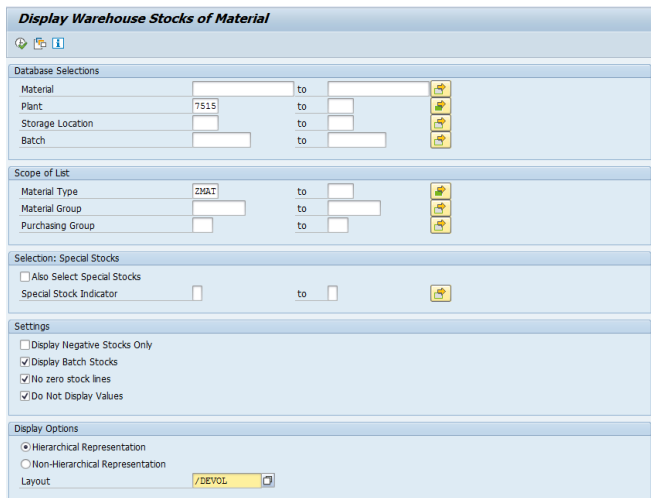 Display Warehouse Stocks of Material
Database Selections
Material to
Plant 7515 to
Storage Location to
Batch to
Scope of List
Material Type ZMAT to
Material Group to
Purchasing Group to
Selection: Special Stocks
Also Select Special Stocks
Special Stock Indicator to
Settings
Display Negative Stocks Only
Display Batch Stocks
No zero stock lines
Do Not Display Values
Display Options
Hierarchical Representation
Non-Hierarchical Representation
Layout /DEVOL